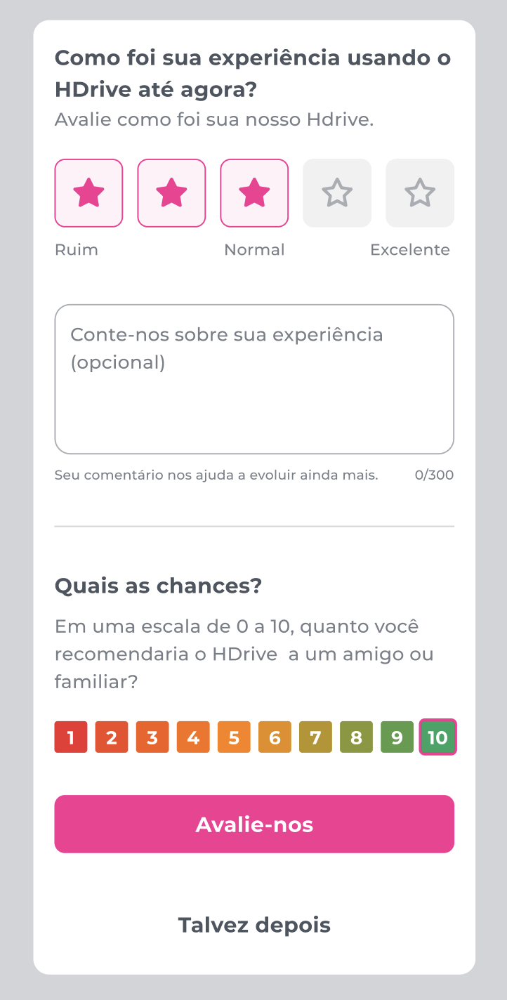 Como foi sua experiência usando o
HDrive até agora?
Avalie como foi sua nosso Hdrive.
Ruim Normal Excelente
Conte-nos sobre sua experiência
(opcional)
Seu comentário nos ajuda a evoluir ainda mais. 0/300
Quais as chances?
Em uma escala de 0 a 10, quanto você
recomendaria o HDrive  a um amigo ou
familiar?
1 2 3 4 5 6 7 8 9 10
Avalie-nos
Talvez depois